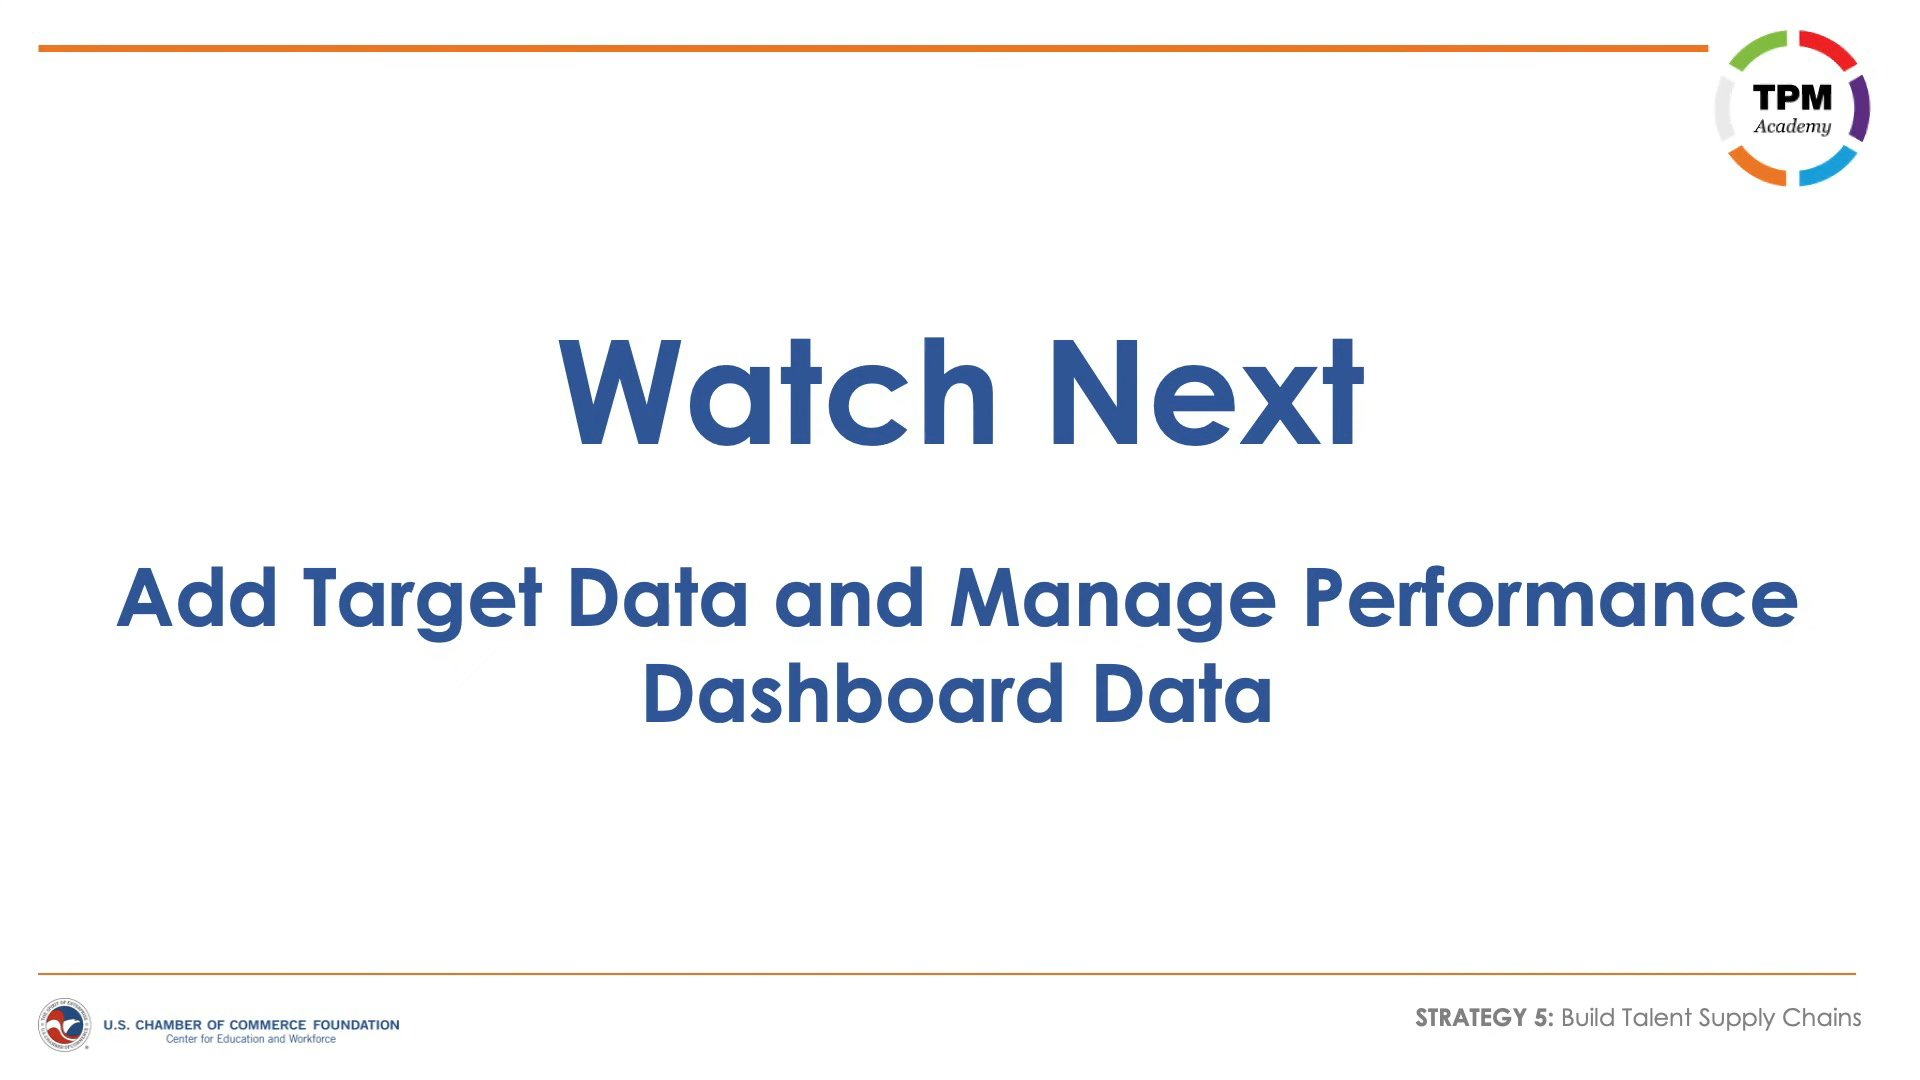 TPM
Academy
Watch Next
Add Target Data and Manage Performance
Dashboard Data
U.S. CHAMBER OF COMMERCE FOUNDATION
Center for Education and Workforce
STRATEGY 5: Build Talent Supply Chains